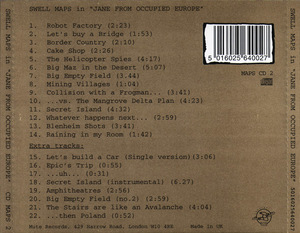 SWELL MAPS in "JANE FROM OCCUPIED EUROPE"
1. Robot Factory (2:23)
2. Let's buy a Bridge (1:53)
3. Border Country (2:10)
4. Cake Shop (2:26)
5. The Helicopter Spies (4:17)
6. Big Maz in the Desert (5:07)
7. Big Empty Field (3:44)
8. Mining Villages (1:34)
9. Collision with a Frogman...
10. ...vs. The Mangrove Delta Plan (4:23)
11. Secret Island (4:32)
12. Whatever happens next... (2:59)
13. Blenheim Shots (3:19)
14. Raining in my Room (1:42)
Extra tracks:
15. Let's build a Car (Single version)(3:06)
16. Epic's Trip (0:55)
17. ...uh... (0:31)
18. Secret Island (instrumental) (6:27)
19. Amphitheatres (2:56)
20. Big Empty Field (no.2) (3:59)
21. The Stairs are like an Avalanche (4:04)
22. ...then Poland (0:52)
Mute Records, 429 Harrow Road, London W10 4RE
Made in UK
5 016025 640027
MAPS CD 2
SWELL MAPS in "JANE FROM OCCUPIED EUROPE" CD MAPS 2
SWELL MAPS in "JANE FROM OCCUPIED EUROPE" CD MAPS 2